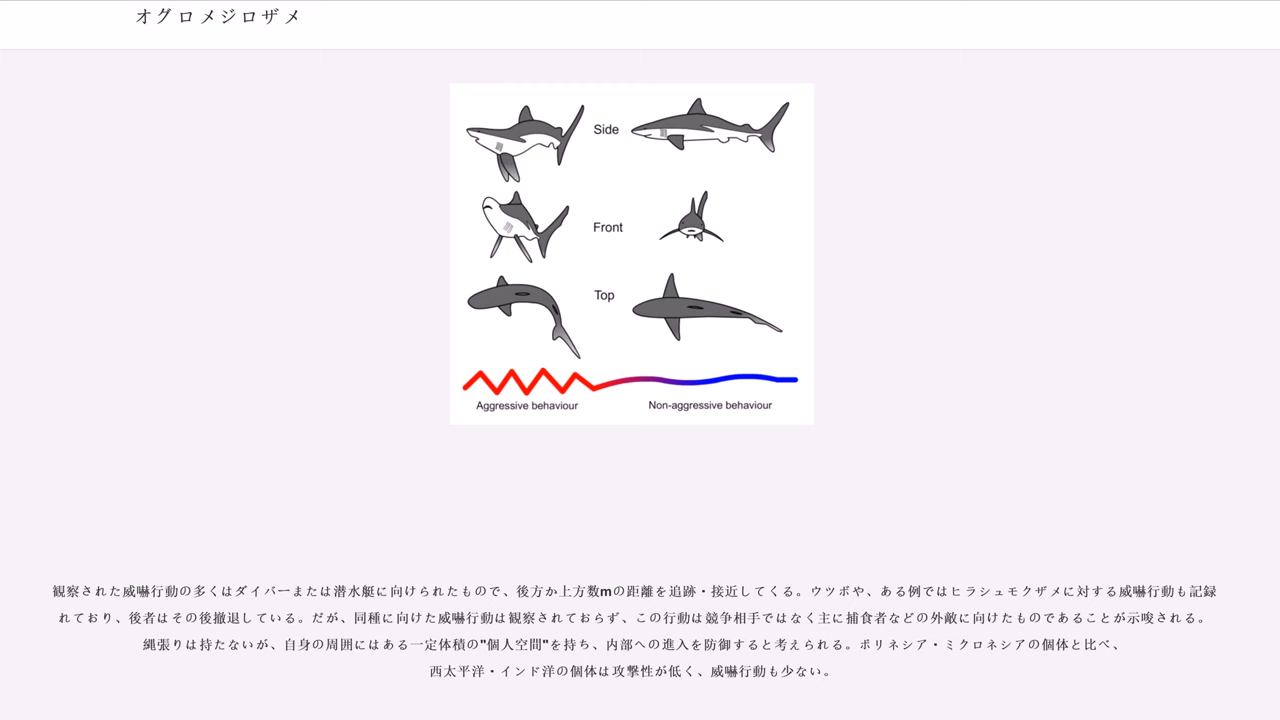 オグロメジロザメ
Side
Front
Top
Aggressive behaviour
Non-aggressive behaviour
観察された威嚇行動の多くはダイバーまたは潜水艇に向けられたもので、後方か上方数mの距離を追跡・接近してくる。ウツボや、ある例ではヒラシュモクザメに対する威嚇行動も記録
れており、後者はその後撤退している。だが、同種に向けた威嚇行動は観察されておらず、この行動は競争相手ではなく主に捕食者などの外敵に向けたものであることが示唆される。
縄張りは持たないが、自身の周囲にはある一定体積の"個人空間"を持ち、内部への進入を防御すると考えられる。ポリネシア・ミクロネシアの個体と比べ、
西太平洋・インド洋の個体は攻撃性が低く、威嚇行動も少ない。